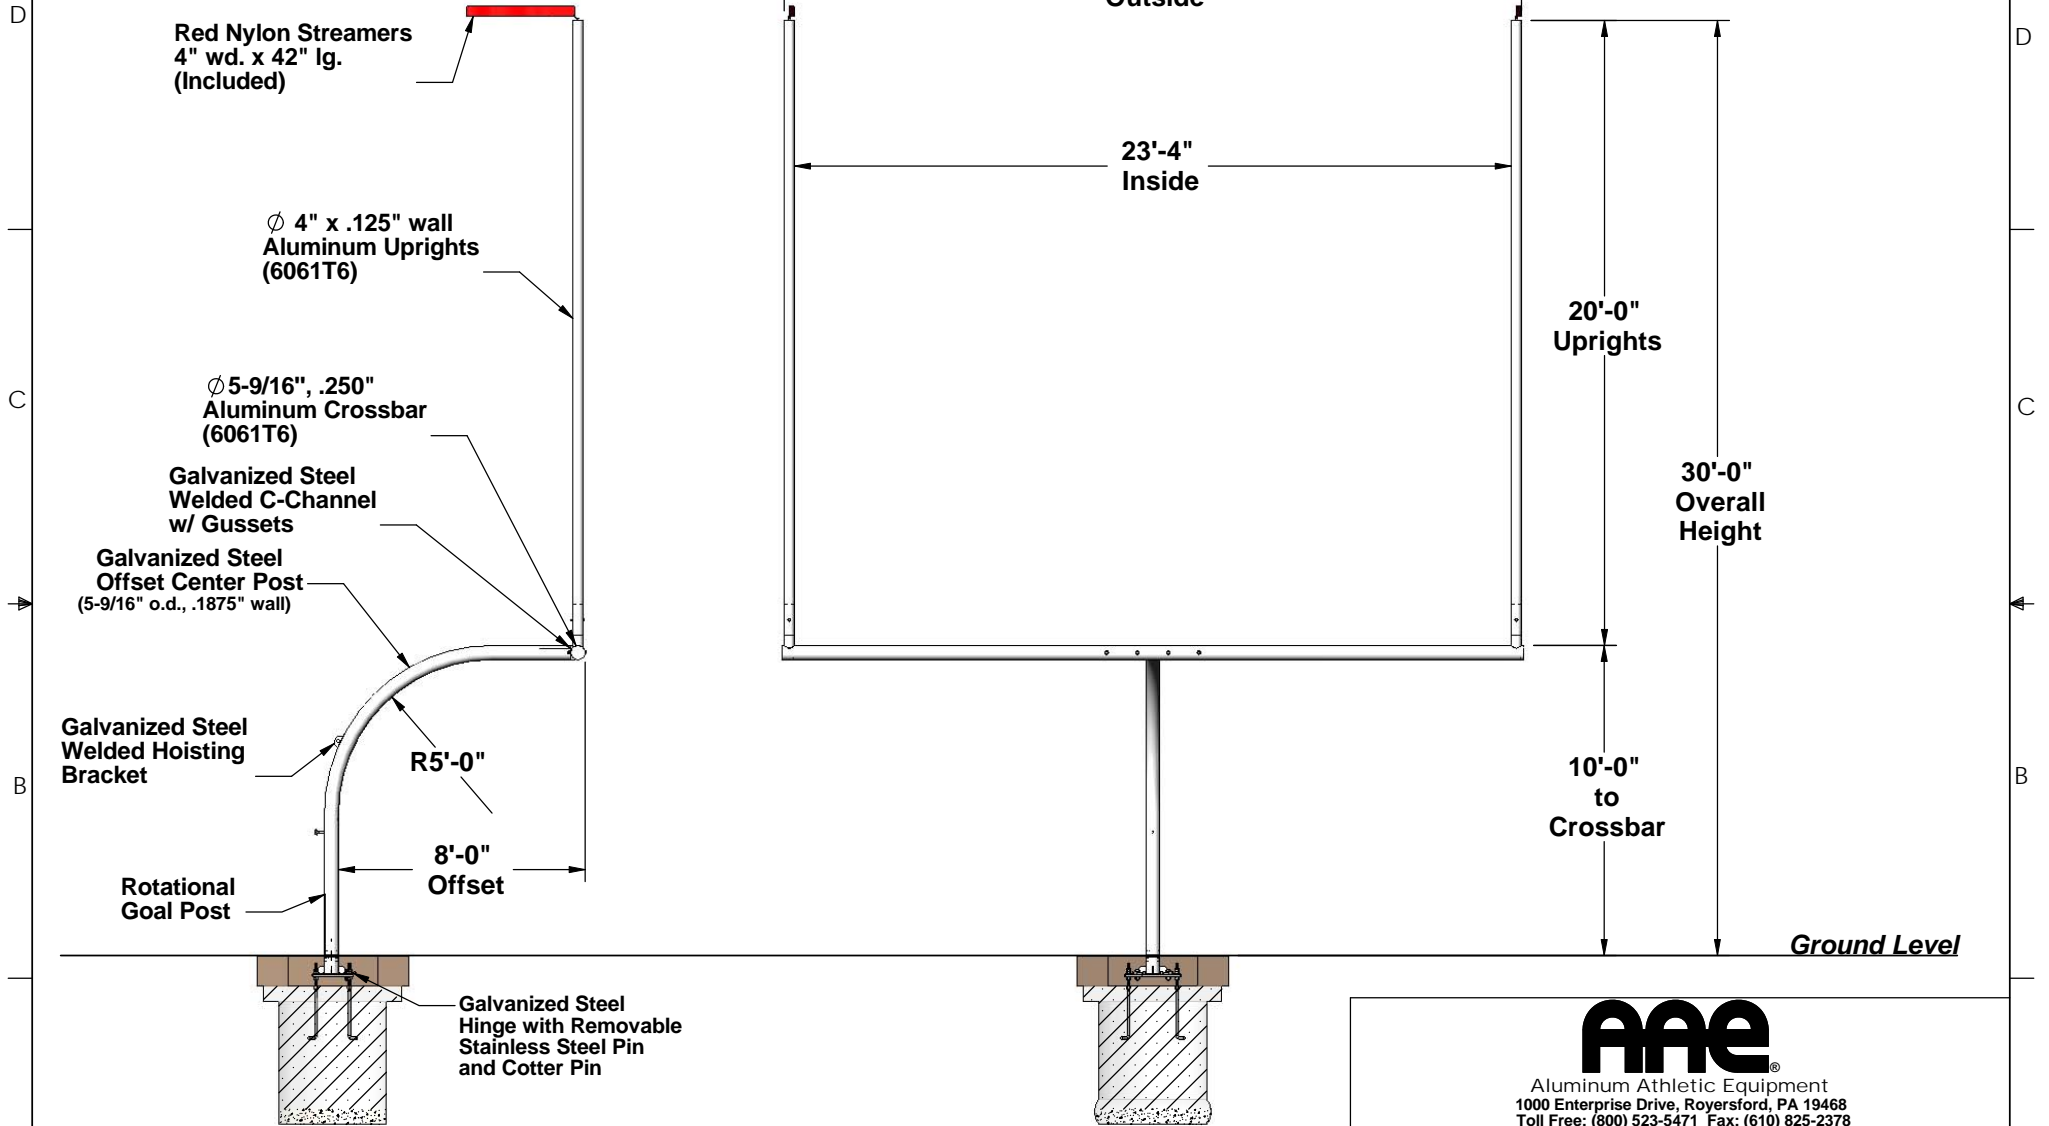 D
Red Nylon Streamers
4" wd. x 42" lg.
(Included)
Outside
D
23'-4"
Inside
Ø 4" x .125" wall
Aluminum Uprights
(6061T6)
20'-0"
Uprights
C
Ø5-9/16", .250"
Aluminum Crossbar
(6061T6)
C
Galvanized Steel
Welded C-Channel
w/ Gussets
30'-0"
Overall
Height
Galvanized Steel
Offset Center Post
(5-9/16" o.d., .1875" wall)
Galvanized Steel
Welded Hoisting
Bracket
R5'-0"
B
10'-0"
to
Crossbar
B
8'-0"
Offset
Rotational
Goal Post
Ground Level
Galvanized Steel
Hinge with Removable
Stainless Steel Pin
and Cotter Pin
AAE®
Aluminum Athletic Equipment
1000 Enterprise Drive, Royersford, PA 19468
Toll Free: (800) 523-5471 Fax: (610) 825-2378